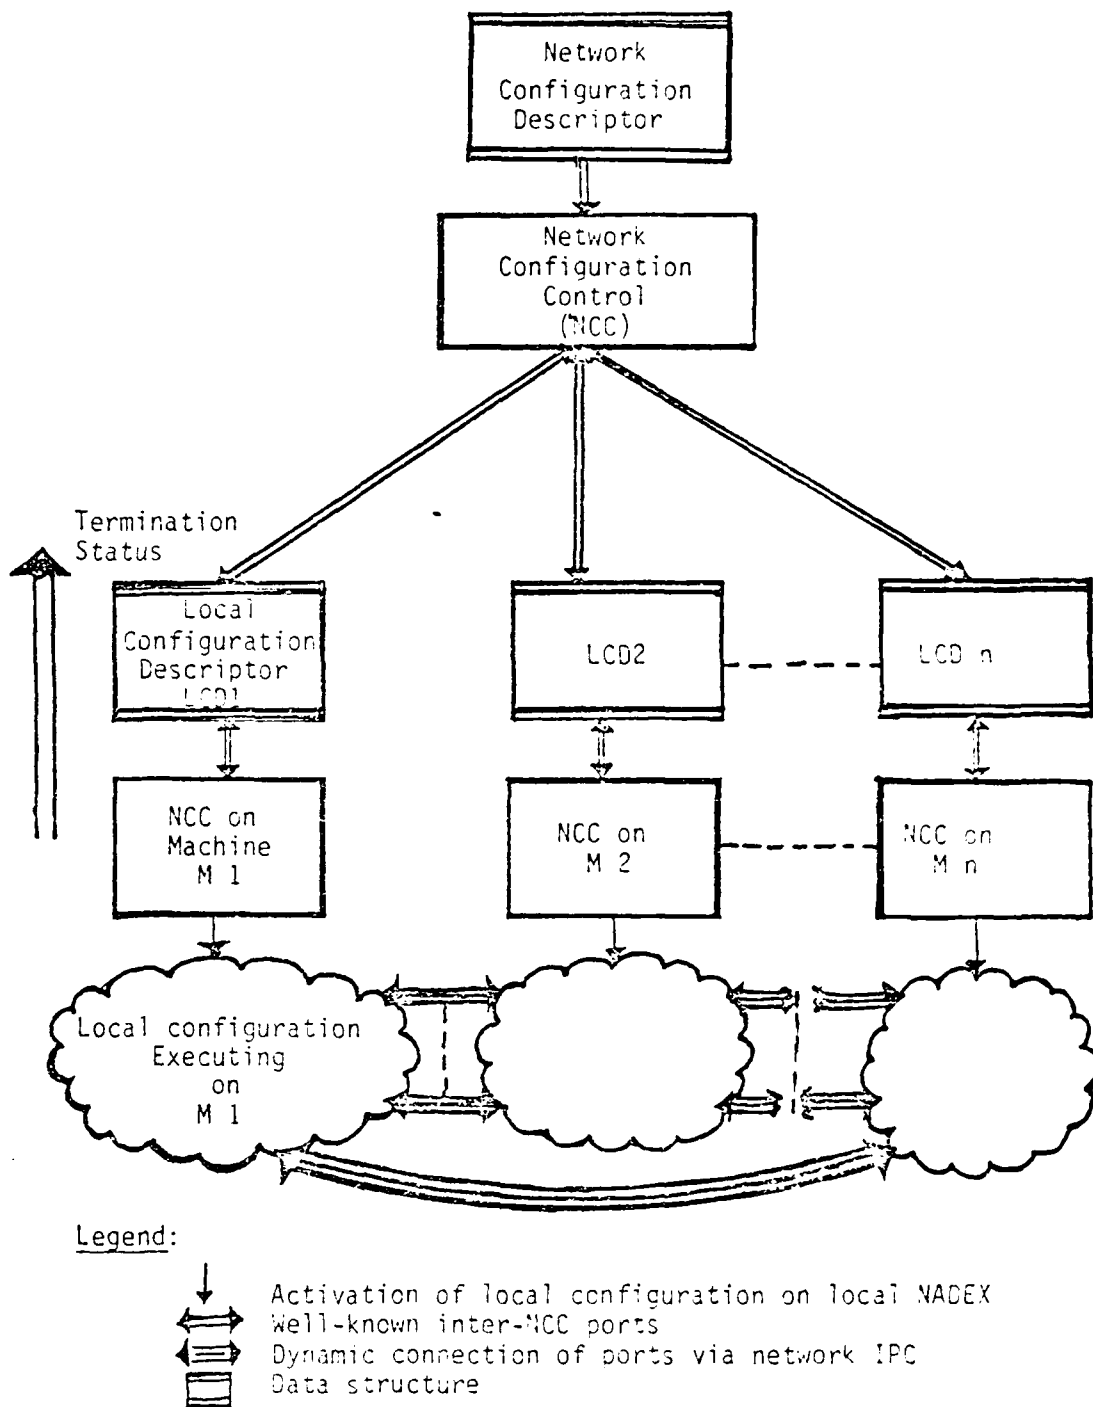 Network
Configuration
Descriptor
Network
Configuration
Control
(NCC)
Termination
Status
Local
Configuration
Descriptor
LCD1
LCD2
LCD n
NCC on
Machine
M 1
NCC on
M 2
NCC on
M n
Local configuration
Executing
on
M 1
Legend:
Activation of local configuration on local NADEX
Well-known inter-NCC ports
Dynamic connection of ports via network IPC
Data structure